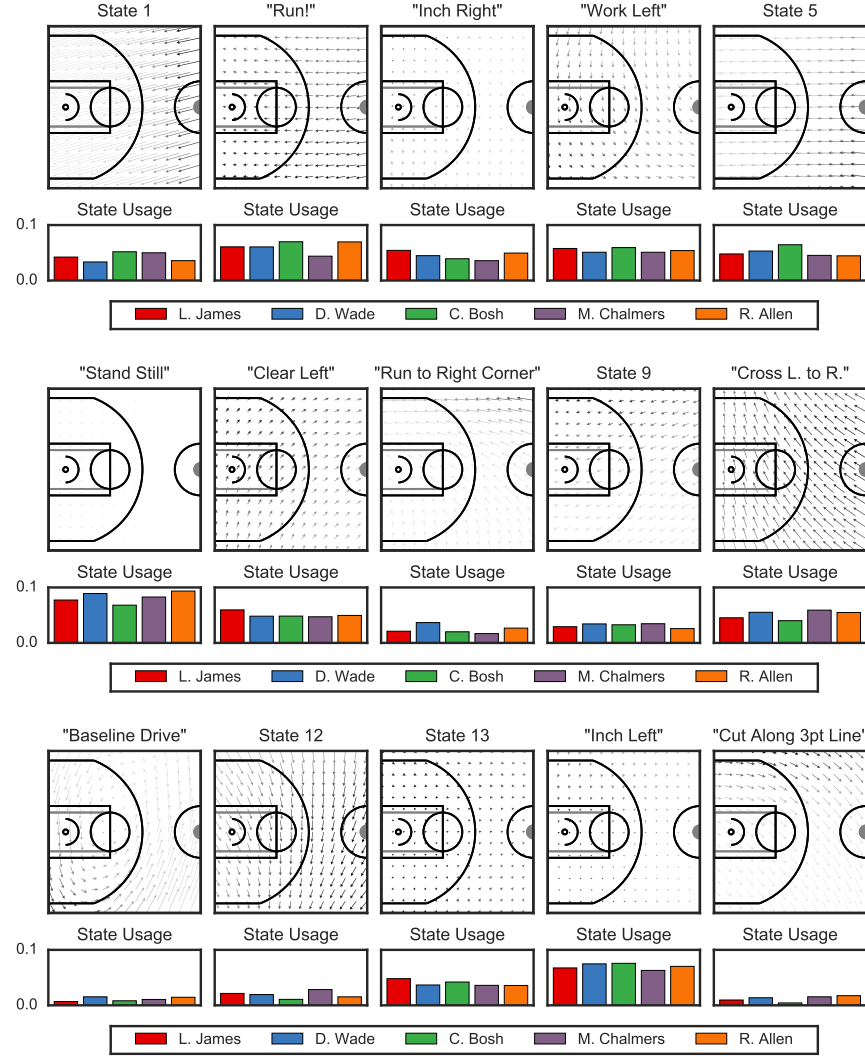 State 1 "Run!" "Inch Right" "Work Left" State 5
State Usage State Usage State Usage State Usage State Usage
0.1
0.0
L. James D. Wade C. Bosh M. Chalmers R. Allen
"Stand Still" "Clear Left" "Run to Right Corner" State 9 "Cross L. to R."
State Usage State Usage State Usage State Usage State Usage
0.1
0.0
L. James D. Wade C. Bosh M. Chalmers R. Allen
"Baseline Drive" State 12 State 13 "Inch Left" "Cut Along 3pt Line"
State Usage State Usage State Usage State Usage State Usage
0.1
0.0
L. James D. Wade C. Bosh M. Chalmers R. Allen